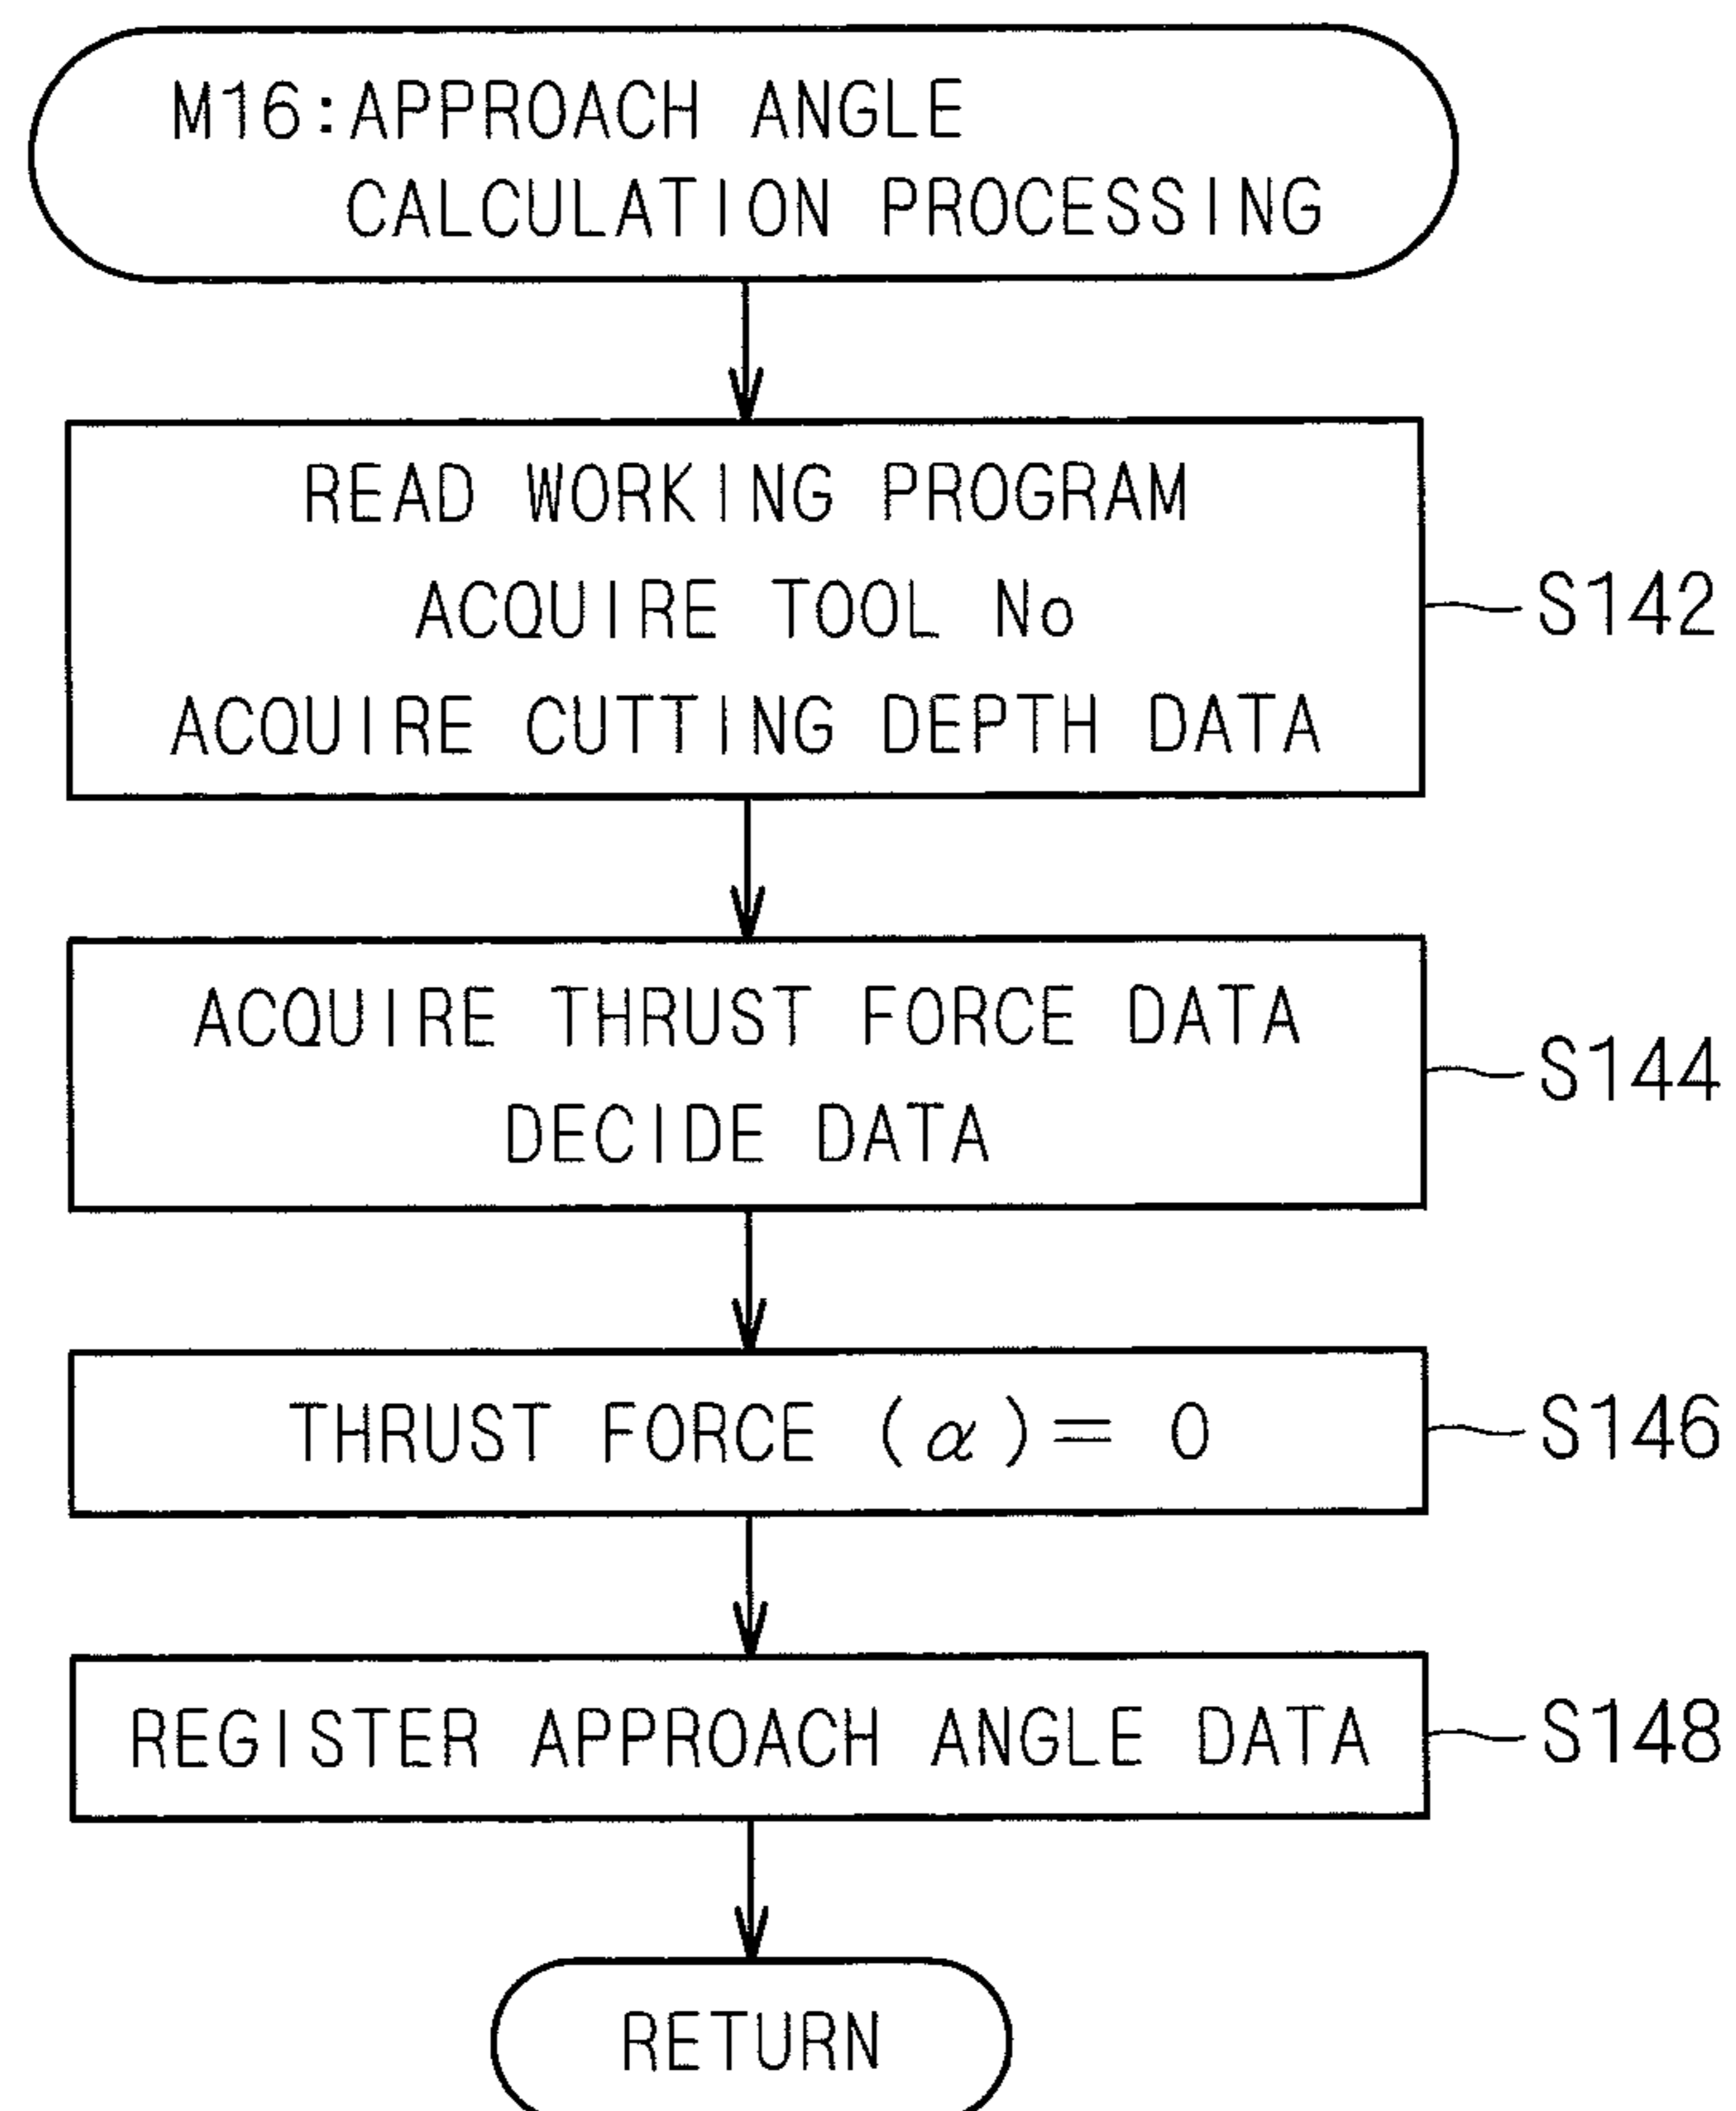 M16:APPROACH ANGLE
CALCULATION PROCESSING
READ WORKING PROGRAM
ACQUIRE TOOL No
ACQUIRE CUTTING DEPTH DATA
S142
ACQUIRE THRUST FORCE DATA
DECIDE DATA
S144
THRUST FORCE (α)= 0
S146
REGISTER APPROACH ANGLE DATA
S148
RETURN